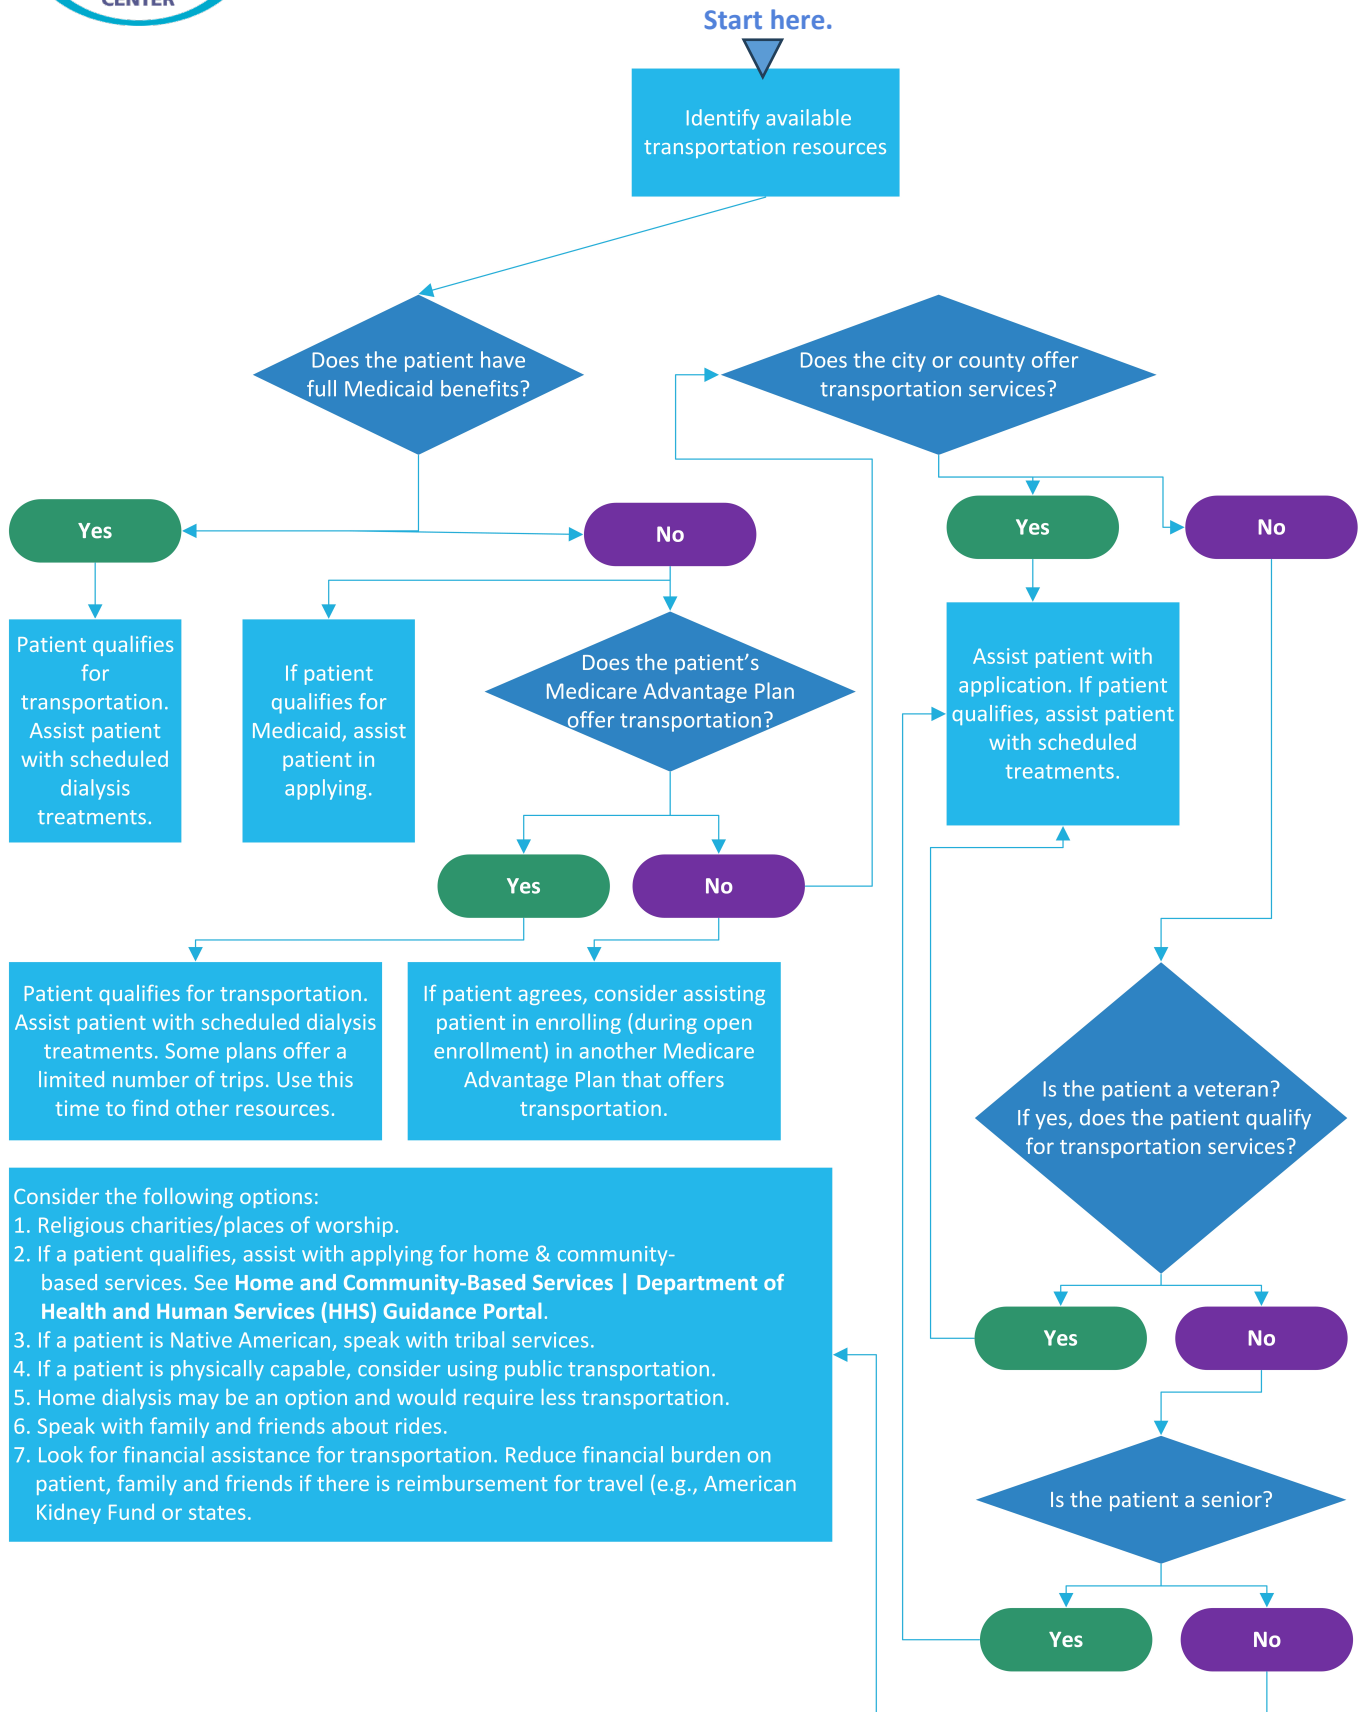 CENTER
Start here.
Identify available
transportation resources
Does the patient have
full Medicaid benefits?
Does the city or county offer
transportation services?
Yes
No
Yes
No
Patient qualifies
for
transportation.
Assist patient
with scheduled
dialysis
treatments.
If patient
qualifies for
Medicaid, assist
patient in
applying.
Does the patient’s
Medicare Advantage Plan
offer transportation?
Assist patient with
application. If patient
qualifies, assist patient
with scheduled
treatments.
Yes
No
Patient qualifies for transportation.
Assist patient with scheduled dialysis
treatments. Some plans offer a
limited number of trips. Use this
time to find other resources.
If patient agrees, consider assisting
patient in enrolling (during open
enrollment) in another Medicare
Advantage Plan that offers
transportation.
Is the patient a veteran?
If yes, does the patient qualify
for transportation services?
Consider the following options:
1. Religious charities/places of worship.
2. If a patient qualifies, assist with applying for home & community-
based services. See Home and Community-Based Services | Department of
Health and Human Services (HHS) Guidance Portal.
3. If a patient is Native American, speak with tribal services.
4. If a patient is physically capable, consider using public transportation.
5. Home dialysis may be an option and would require less transportation.
6. Speak with family and friends about rides.
7. Look for financial assistance for transportation. Reduce financial burden on
patient, family and friends if there is reimbursement for travel (e.g., American
Kidney Fund or states.
Yes
No
Is the patient a senior?
Yes
No